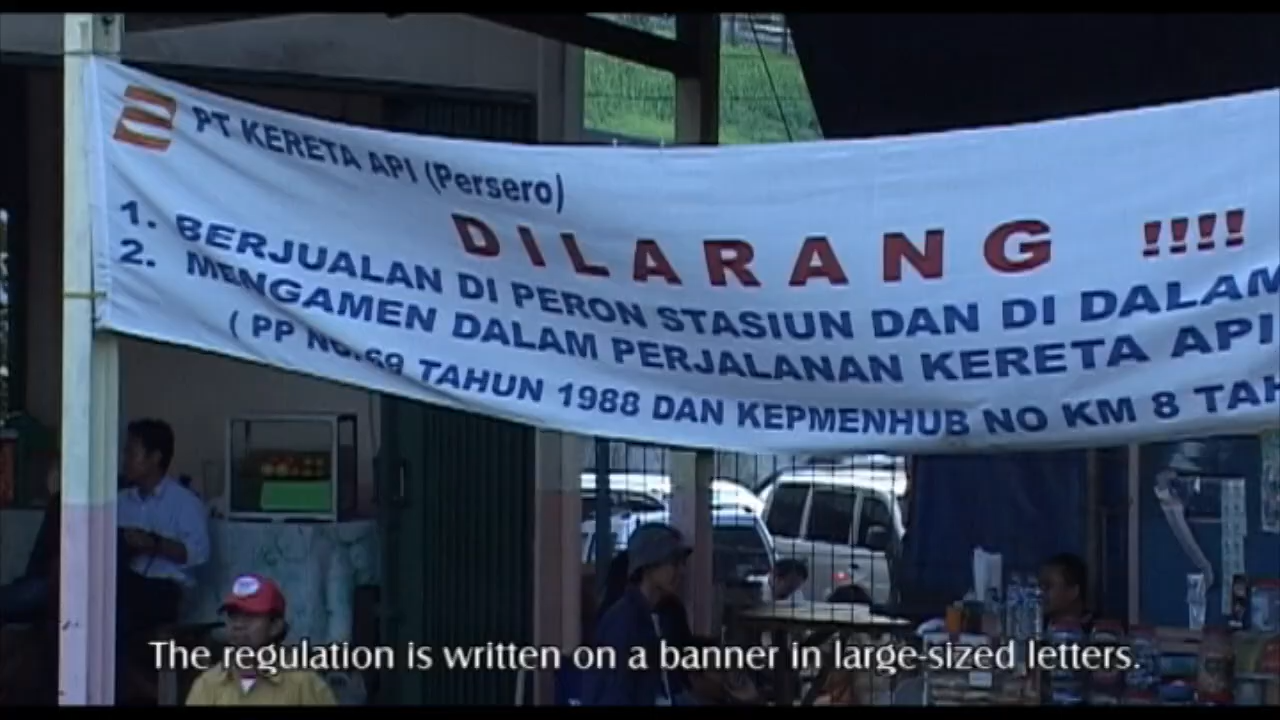 PT KERETA API (Persero)
DILARANG !!!!
1. BERJUALAN DI PERON STASIUN DAN DI DALAM
2. MENGAMEN DALAM PERJALANAN KERETA API
( PP No.69 TAHUN 1988 DAN KEPMENHUB NO KM 8 TAH
The regulation is written on a banner in large-sized letters.